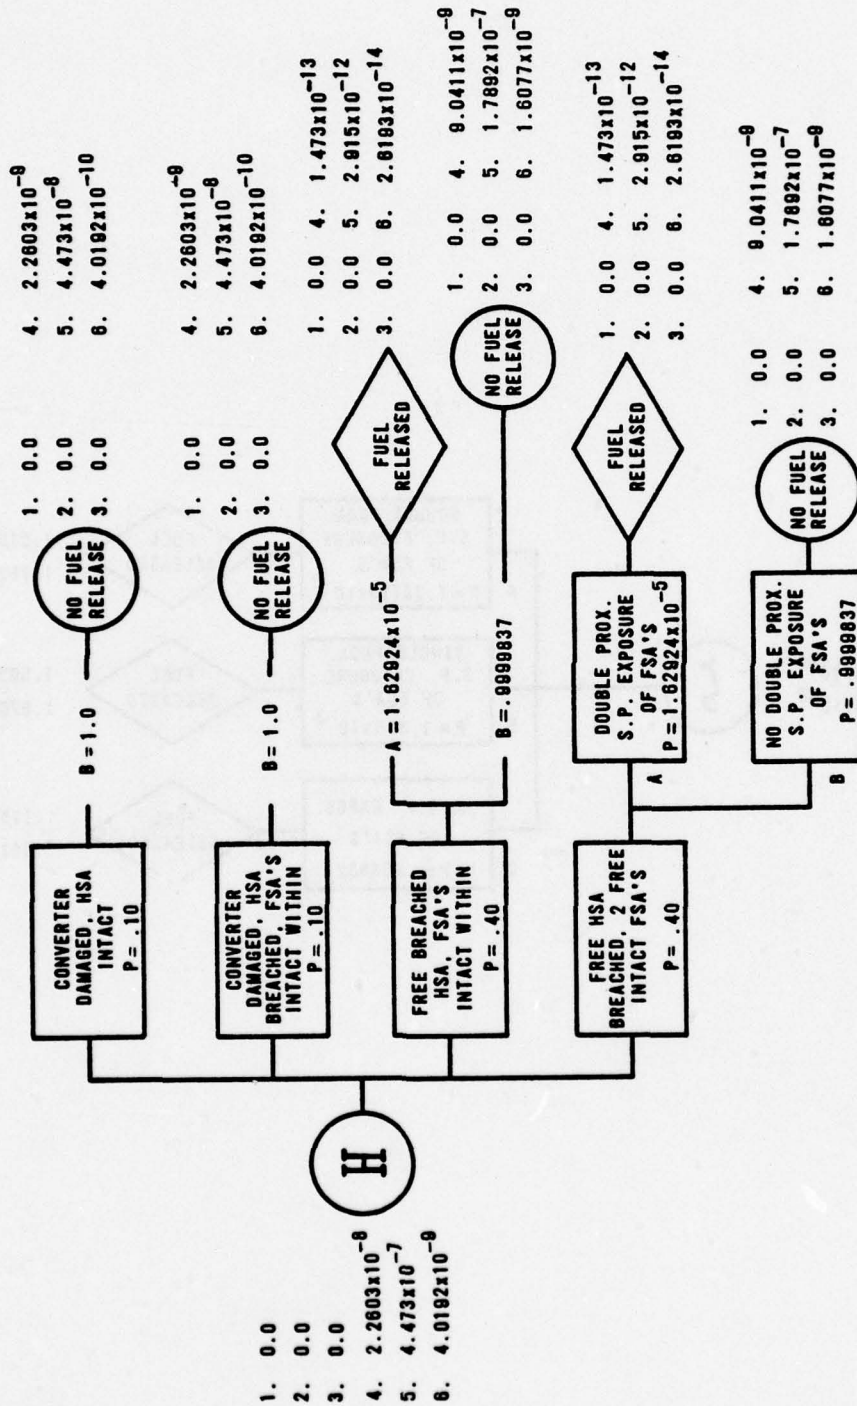 1. 0.0
2. 0.0
3. 0.0
4. 2.2603x10⁻⁸
5. 4.473x10⁻⁷
6. 4.0192x10⁻⁹
H
CONVERTER
DAMAGED, HSA
INTACT
P= .10
B = 1.0
NO FUEL
RELEASE
1. 0.0
2. 0.0
3. 0.0
4. 2.2603x10⁻⁹
5. 4.473x10⁻⁸
6. 4.0192x10⁻¹⁰
CONVERTER
DAMAGED, HSA
BREACHED, FSA'S
INTACT WITHIN
P= .10
B = 1.0
NO FUEL
RELEASE
1. 0.0
2. 0.0
3. 0.0
4. 2.2603x10⁻⁹
5. 4.473x10⁻⁸
6. 4.0192x10⁻¹⁰
FREE BREACHED
HSA, FSA'S
INTACT WITHIN
P= .40
A = 1.62924x10⁻⁵
FUEL
RELEASED
1. 0.0 4. 1.473x10⁻¹³
2. 0.0 5. 2.915x10⁻¹²
3. 0.0 6. 2.6193x10⁻¹⁴
B= .9999837
NO FUEL
RELEASE
1. 0.0 4. 9.0411x10⁻⁹
2. 0.0 5. 1.7892x10⁻⁷
3. 0.0 6. 1.6077x10⁻⁹
FREE HSA
BREACHED, 2 FREE
INTACT FSA'S
P= .40
A
DOUBLE PROX.
S.P. EXPOSURE
OF FSA'S
P=1.62924x10⁻⁵
FUEL
RELEASED
1. 0.0 4. 1.473x10⁻¹³
2. 0.0 5. 2.915x10⁻¹²
3. 0.0 6. 2.6193x10⁻¹⁴
B
NO DOUBLE PROX.
S.P. EXPOSURE
OF FSA'S
P= .9999837
NO FUEL
RELEASE
1. 0.0 4. 9.0411x10⁻⁹
2. 0.0 5. 1.7892x10⁻⁷
3. 0.0 6. 1.6077x10⁻⁹